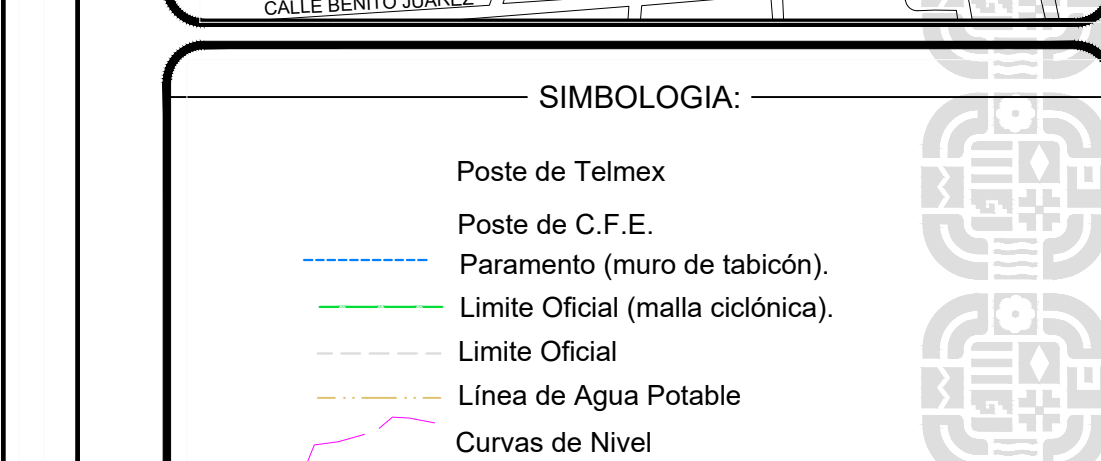 CALLE BENITO JUAREZ
SIMBOLOGIA:
Poste de Telmex
Poste de C.F.E.
Paramento (muro de tabicón).
Limite Oficial (malla ciclónica).
Limite Oficial
Línea de Agua Potable
Curvas de Nivel